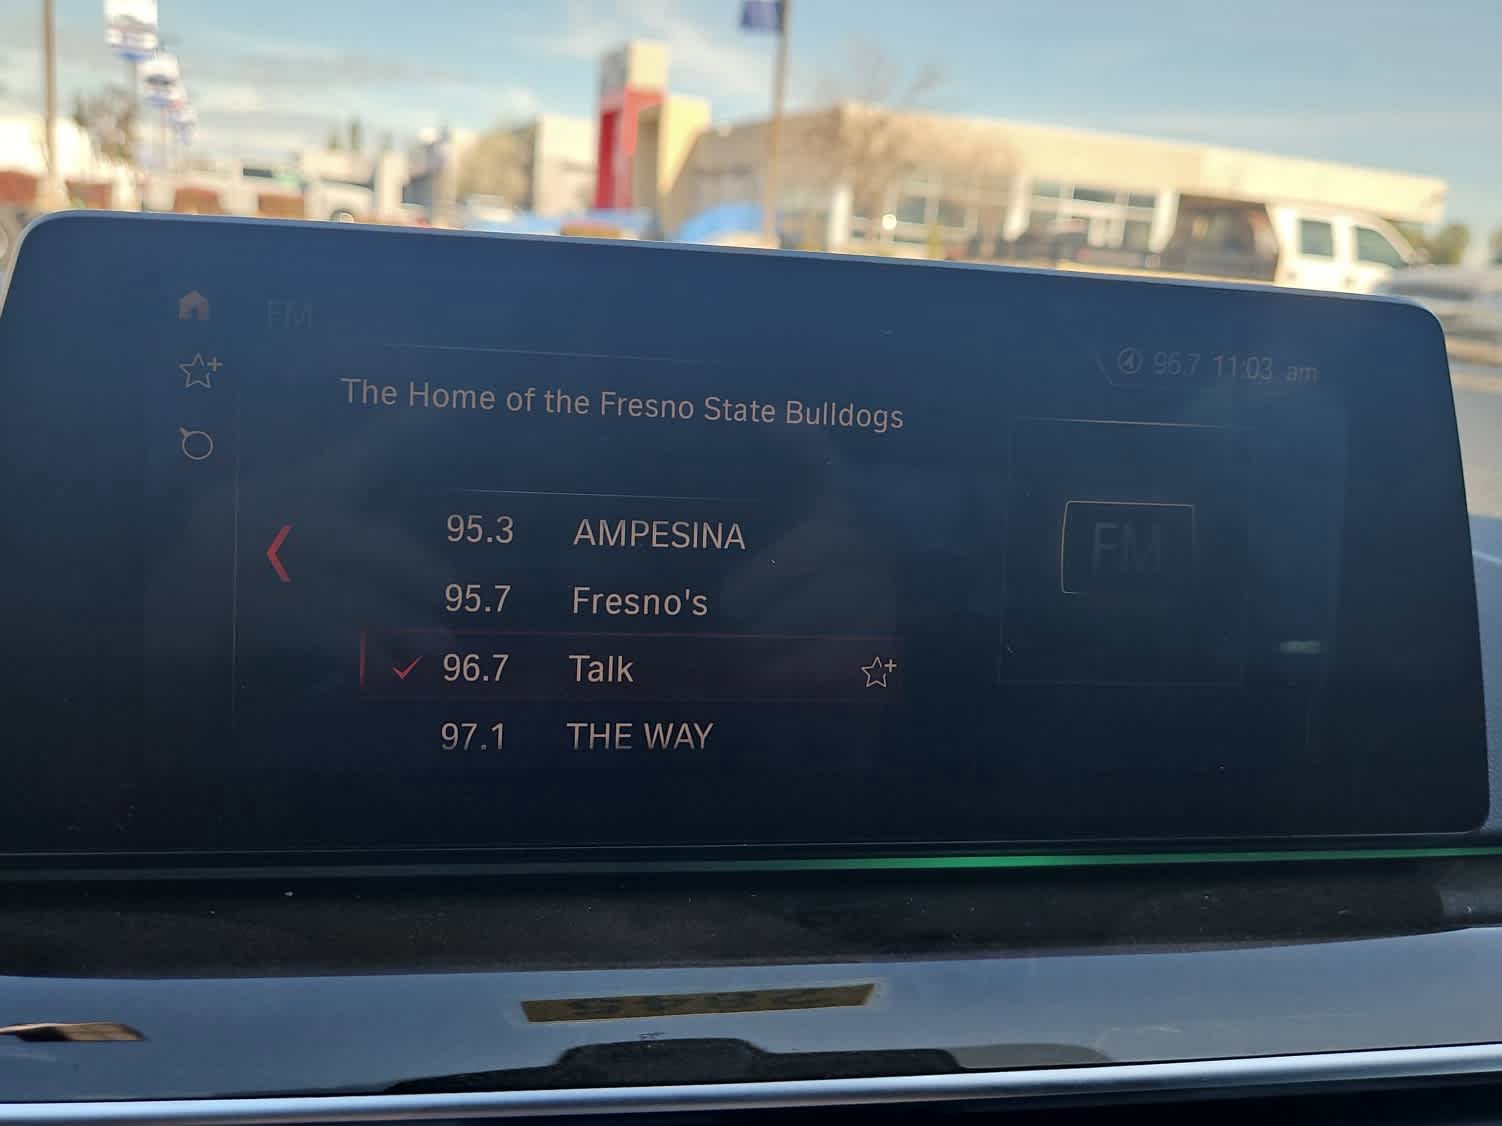 FM
96.7 11:03 am
The Home of the Fresno State Bulldogs
95.3 AMPESINA
95.7 Fresno's
96.7 Talk
97.1 THE WAY
FM